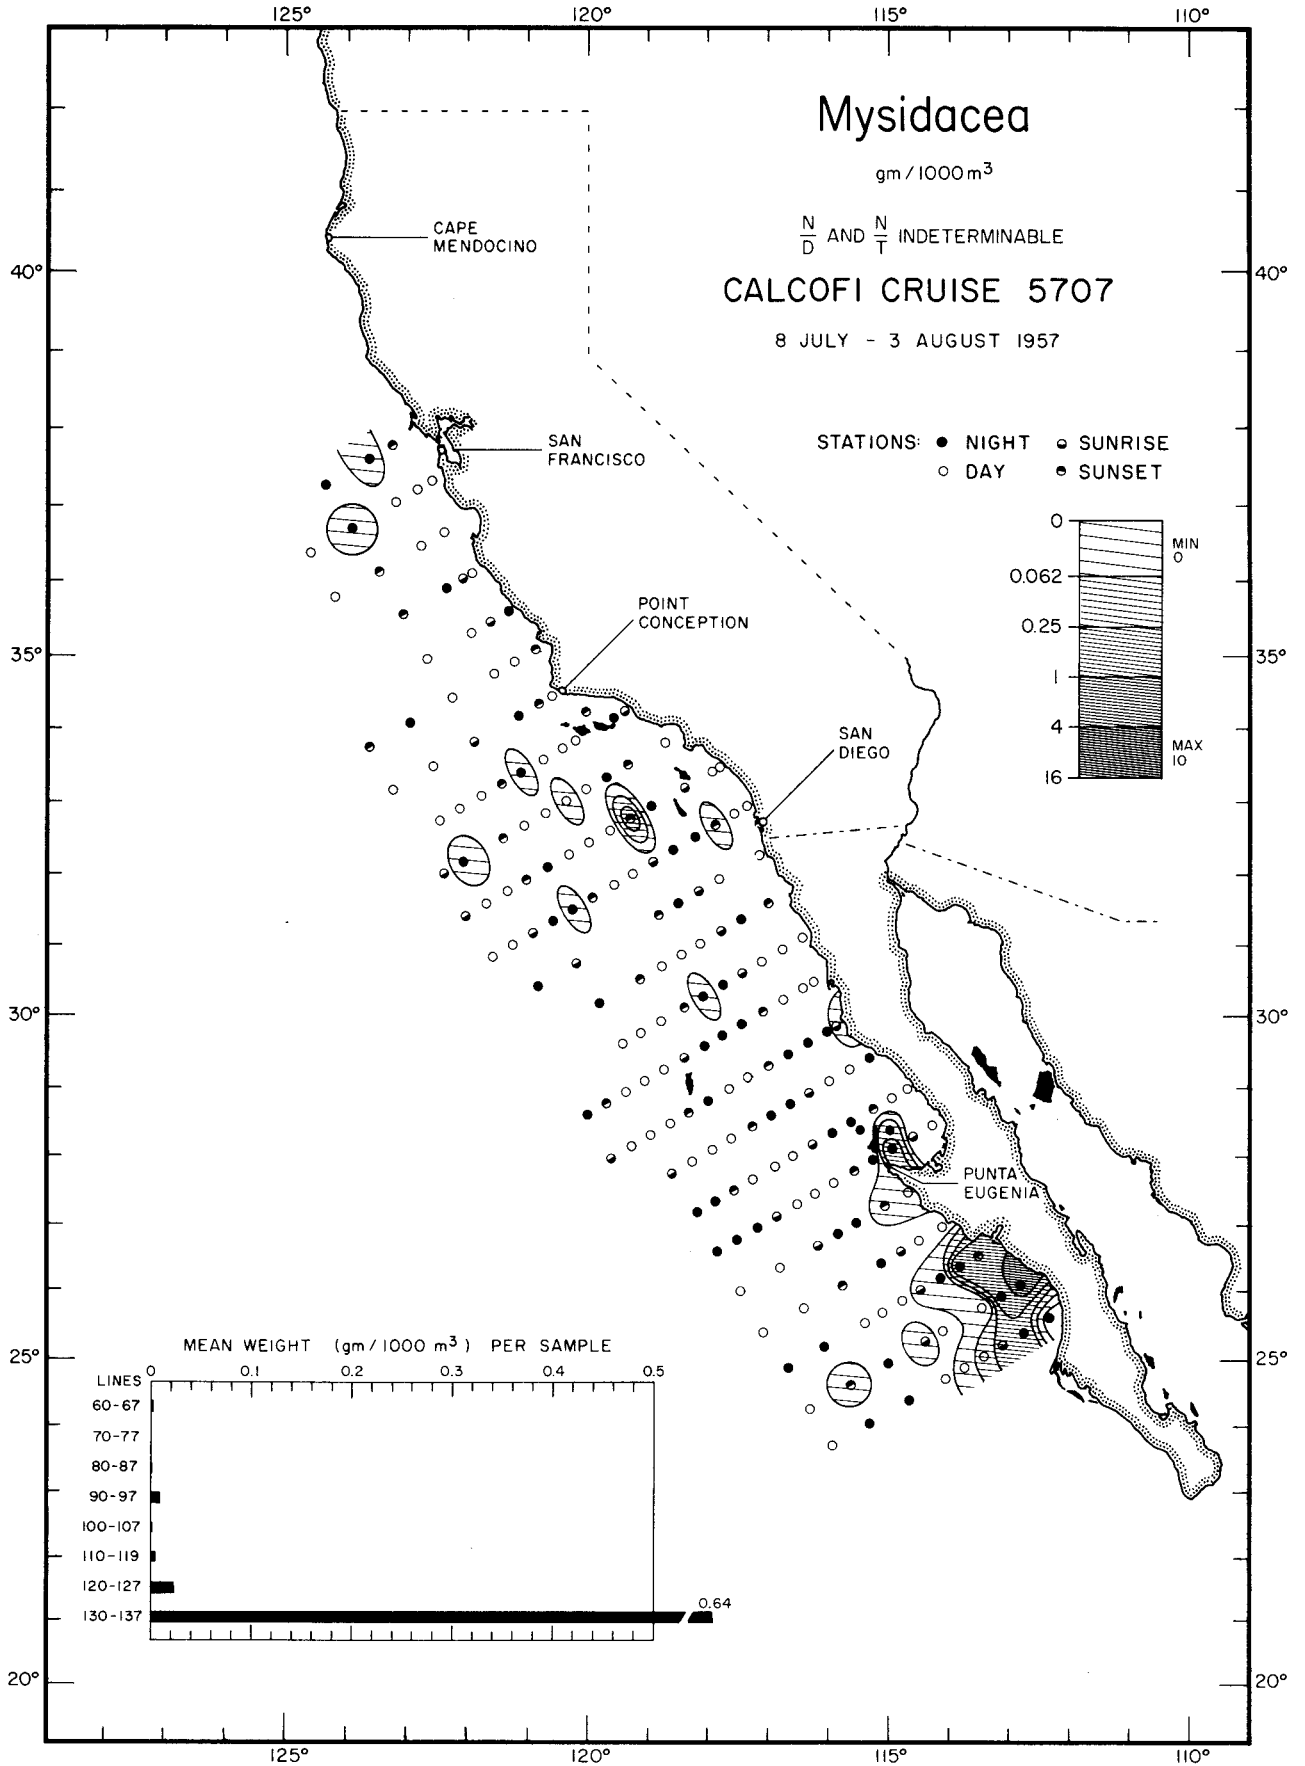 125° 120° 115° 110°
Mysidacea
gm/1000m³
N/D AND N/T INDETERMINABLE
CALCOFI CRUISE 5707
8 JULY - 3 AUGUST 1957
CAPE
MENDOCINO
40° 40°
STATIONS: NIGHT SUNRISE
DAY SUNSET
SAN
FRANCISCO
0
MIN
0
0.062
0.25
1
4
MAX
10
16
POINT
CONCEPTION
35° 35°
SAN
DIEGO
30° 30°
PUNTA
EUGENIA
25° 25°
MEAN WEIGHT (gm/1000 m³) PER SAMPLE
LINES
0 0.1 0.2 0.3 0.4 0.5
60-67
70-77
80-87
90-97
100-107
110-119
120-127
130-137
0.64
20° 20°
125° 120° 115° 110°